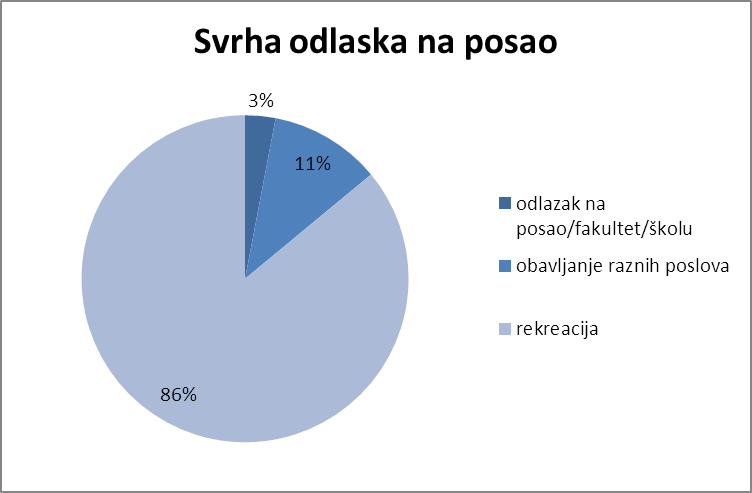 Svrha odlaska na posao
3%
11%
86%
odlazak na
posao/fakultet/školu
obavljanje raznih poslova
rekreacija